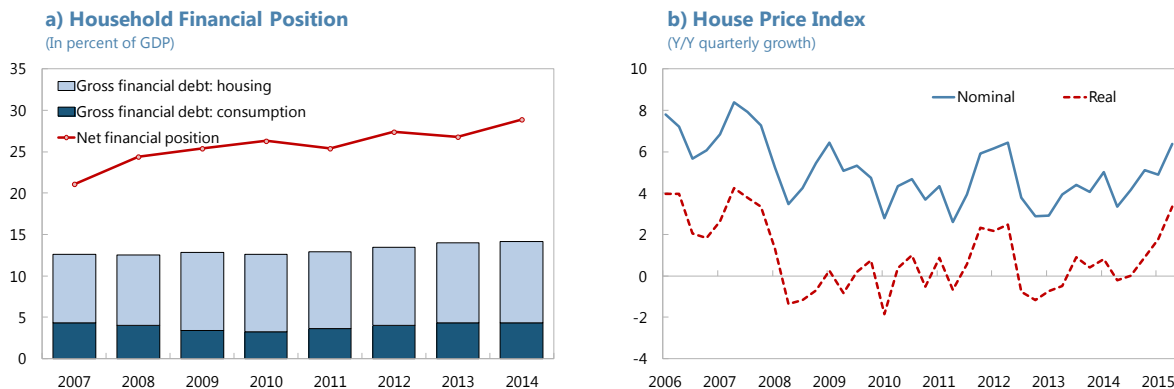 a) Household Financial Position
(In percent of GDP)
35
30
25
20
15
10
5
0
Gross financial debt: housing
Gross financial debt: consumption
Net financial position
2007 2008 2009 2010 2011 2012 2013 2014
b) House Price Index
(Y/Y quarterly growth)
10
8
6
4
2
0
-2
-4
Nominal Real
2006 2007 2008 2009 2010 2011 2012 2013 2014 2015